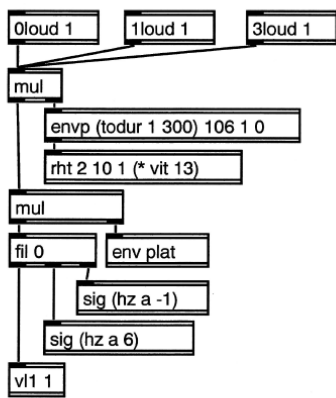 0loud 1
1loud 1
3loud 1
mul
envp (todur 1 300) 106 1 0
rht 2 10 1 (* vit 13)
mul
fil 0
env plat
sig (hz a -1)
sig (hz a 6)
vl1 1